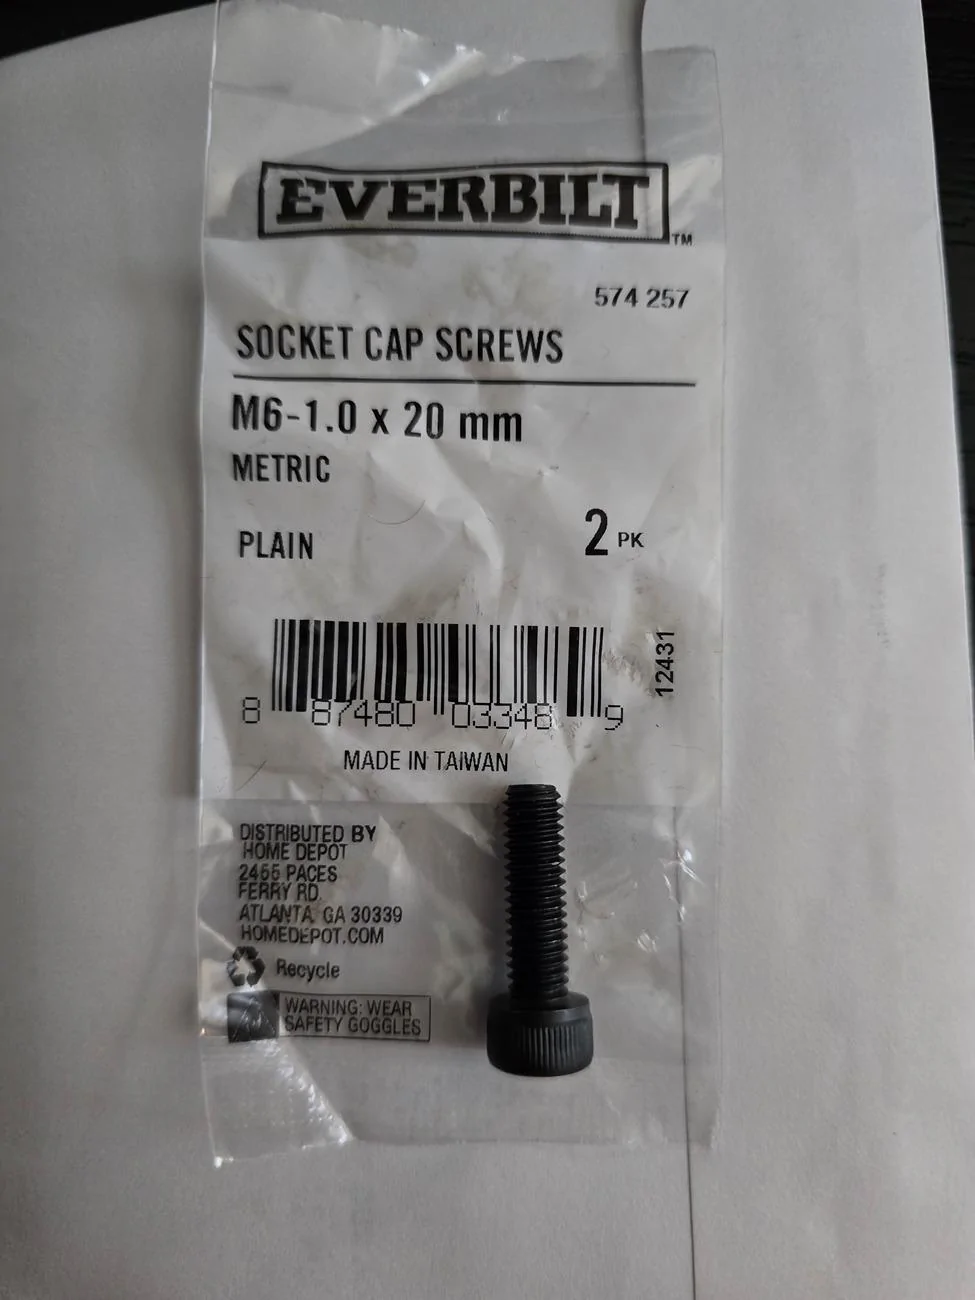 EVERBILT
TM
574 257
SOCKET CAP SCREWS
M6-1.0 x 20 mm
METRIC
PLAIN
2 PK
12431
8 87480 03348 9
MADE IN TAIWAN
DISTRIBUTED BY
HOME DEPOT
2455 PACES
FERRY RD.
ATLANTA, GA 30339
HOMEDEPOT.COM
Recycle
WARNING: WEAR
SAFETY GOGGLES